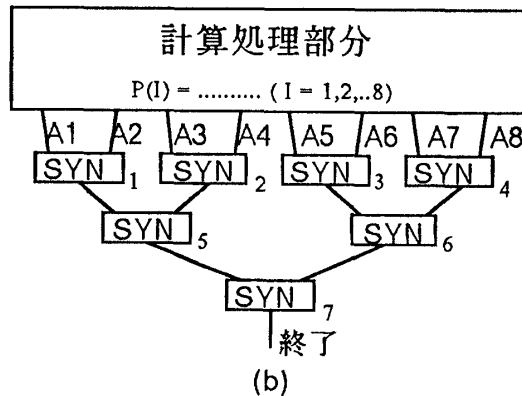 計算処理部分
P(I) = .......... ( I = 1,2,..8)
A1 A2 A3 A4 A5 A6 A7 A8
SYN 1 SYN 2 SYN 3 SYN 4
SYN 5 SYN 6
SYN 7
終了
(b)